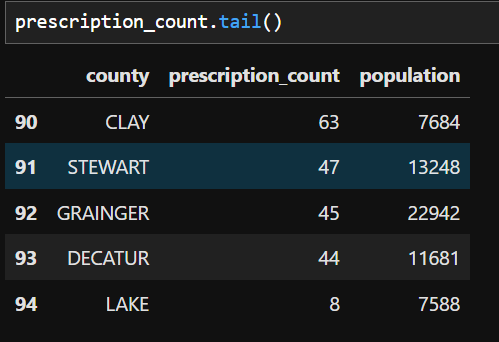 prescription_count.tail()
county prescription_count population
90 CLAY 63 7684
91 STEWART 47 13248
92 GRAINGER 45 22942
93 DECATUR 44 11681
94 LAKE 8 7588